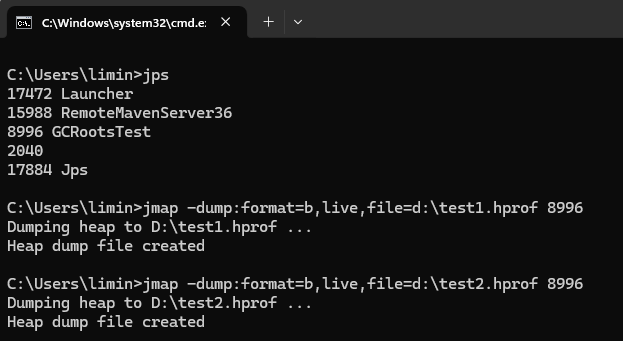 C:\Windows\system32\cmd.e
C:\Users\limin>jps
17472 Launcher
15988 RemoteMavenServer36
8996 GCRootsTest
2040
17884 Jps
C:\Users\limin>jmap -dump:format=b,live,file=d:\test1.hprof 8996
Dumping heap to D:\test1.hprof ...
Heap dump file created
C:\Users\limin>jmap -dump:format=b,live,file=d:\test2.hprof 8996
Dumping heap to D:\test2.hprof ...
Heap dump file created